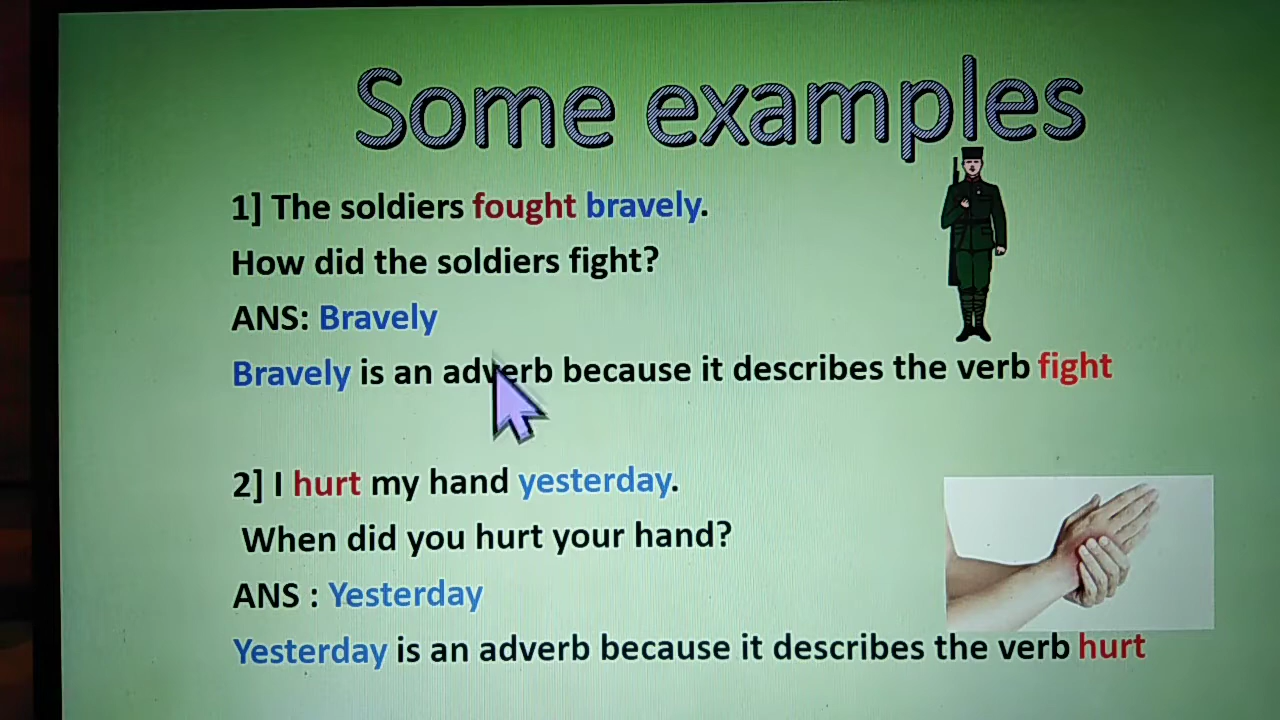 Some examples
1] The soldiers fought bravely.
How did the soldiers fight?
ANS: Bravely
Bravely is an adverb because it describes the verb fight
2] I hurt my hand yesterday.
When did you hurt your hand?
ANS : Yesterday
Yesterday is an adverb because it describes the verb hurt